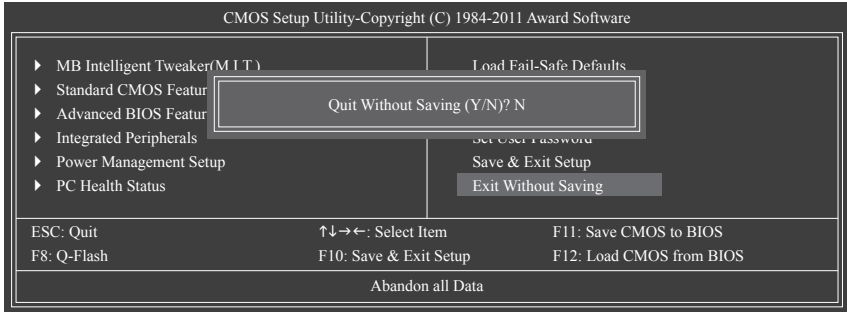 CMOS Setup Utility-Copyright (C) 1984-2011 Award Software
MB Intelligent Tweaker(M.I.T.)
Standard CMOS Featur
Advanced BIOS Featur
Integrated Peripherals
Power Management Setup
PC Health Status
Load Fail-Safe Defaults
Quit Without Saving (Y/N)? N
Set User Password
Save & Exit Setup
Exit Without Saving
ESC: Quit
↑↓→←: Select Item
F11: Save CMOS to BIOS
F8: Q-Flash
F10: Save & Exit Setup
F12: Load CMOS from BIOS
Abandon all Data